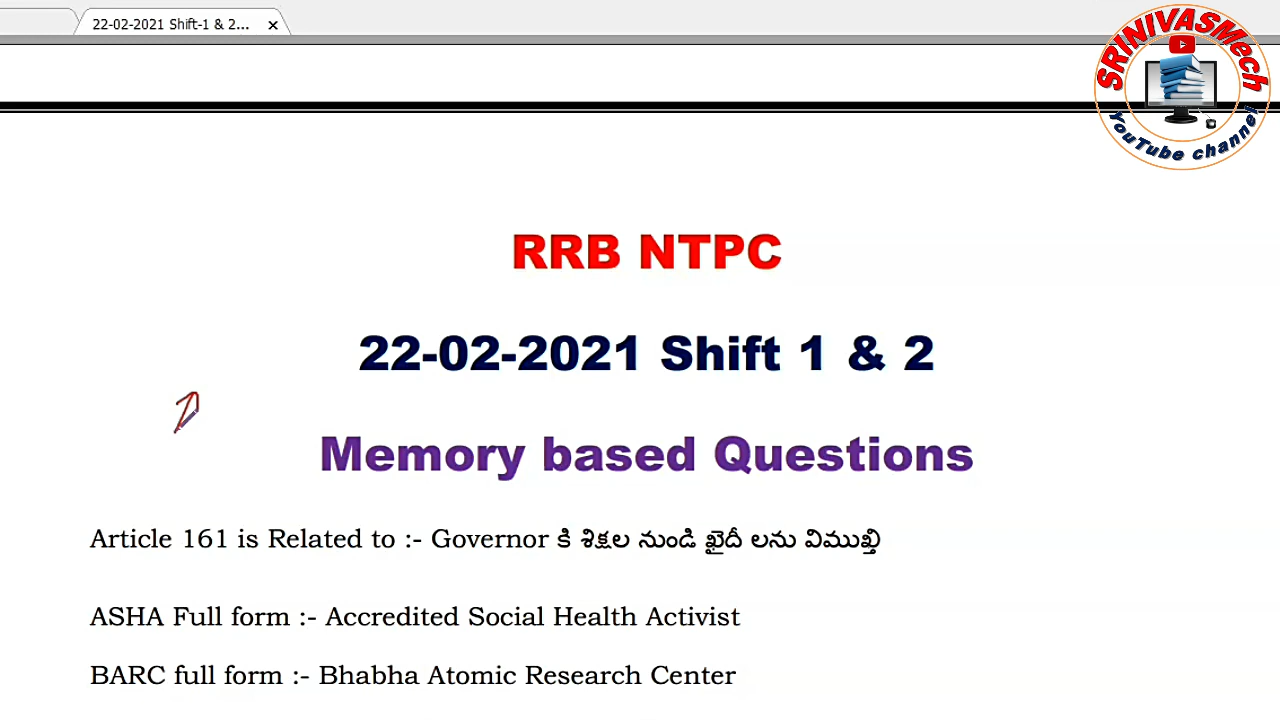 22-02-2021 Shift-1 & 2... ×
SRINIVASMech
YouTube channel
RRB NTPC
22-02-2021 Shift 1 & 2
Memory based Questions
Article 161 is Related to :- Governor కి శిక్షల నుండి ఖైదీ లను విముఖ్తి
ASHA Full form :- Accredited Social Health Activist
BARC full form :- Bhabha Atomic Research Center